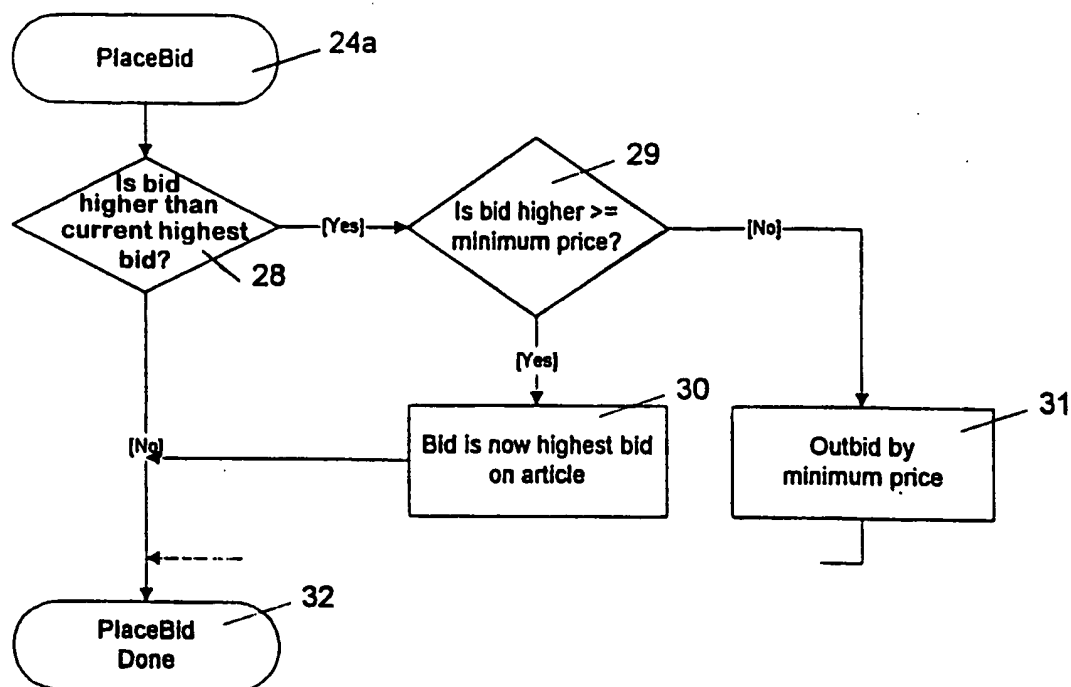 PlaceBid
24a
Is bid
higher than
current highest
bid?
28
[Yes]
29
Is bid higher >=
minimum price?
[No]
[Yes]
30
Bid is now highest bid
on article
31
Outbid by
minimum price
[No]
32
PlaceBid
Done